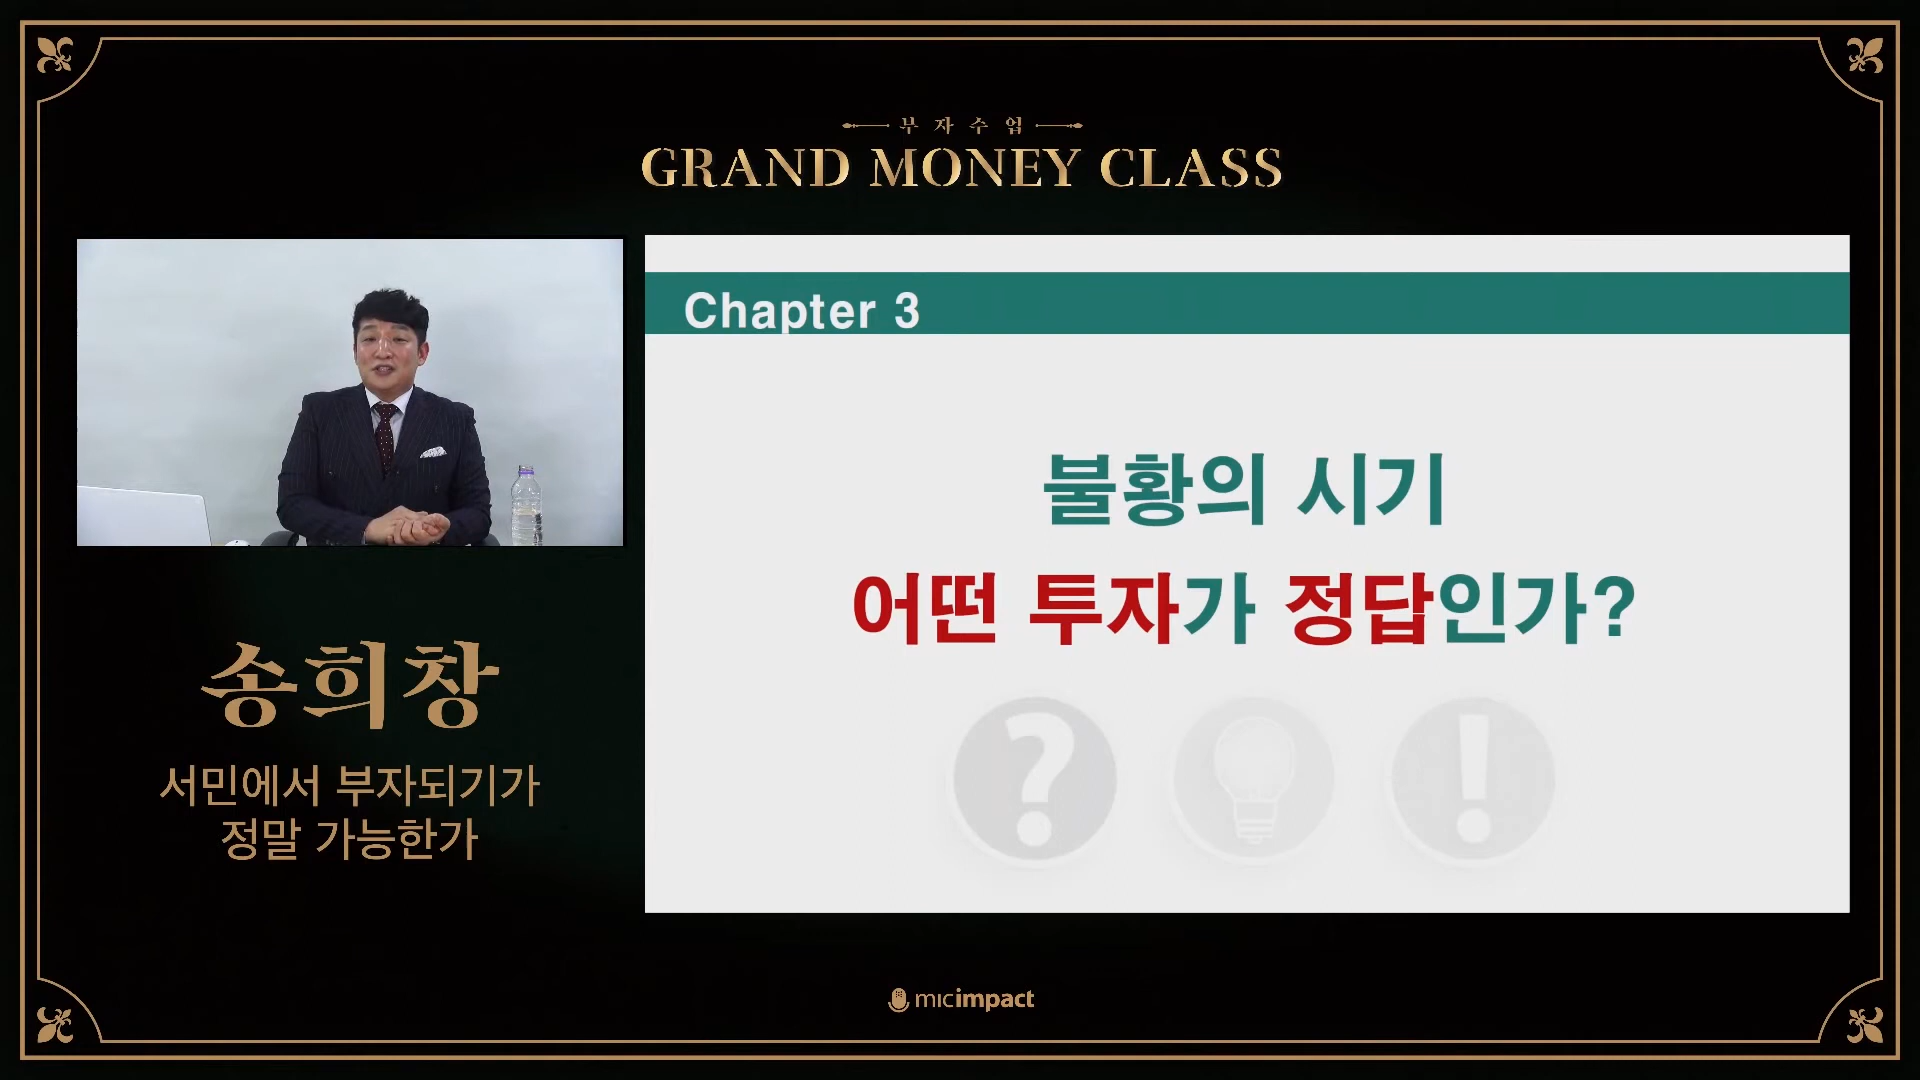 부자수업
GRAND MONEY CLASS
Chapter 3
불황의 시기
어떤 투자가 정답인가?
송희창
서민에서 부자되기가
정말 가능한가
micimpact